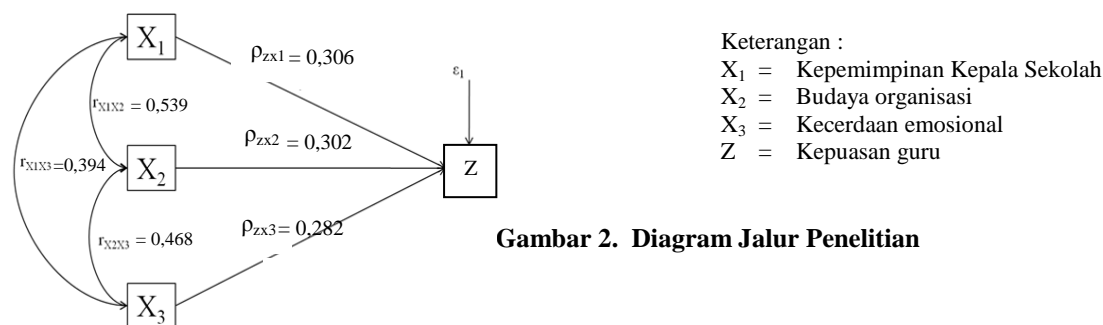 X₁
ρzx1 = 0,306
ε₁
rX1X2 = 0,539
ρzx2 = 0,302
rX1X3=0,394
X₂
Z
rX2X3 = 0,468
ρzx3= 0,282
X₃
Keterangan :
X₁ = Kepemimpinan Kepala Sekolah
X₂ = Budaya organisasi
X₃ = Kecerdaan emosional
Z = Kepuasan guru
Gambar 2. Diagram Jalur Penelitian